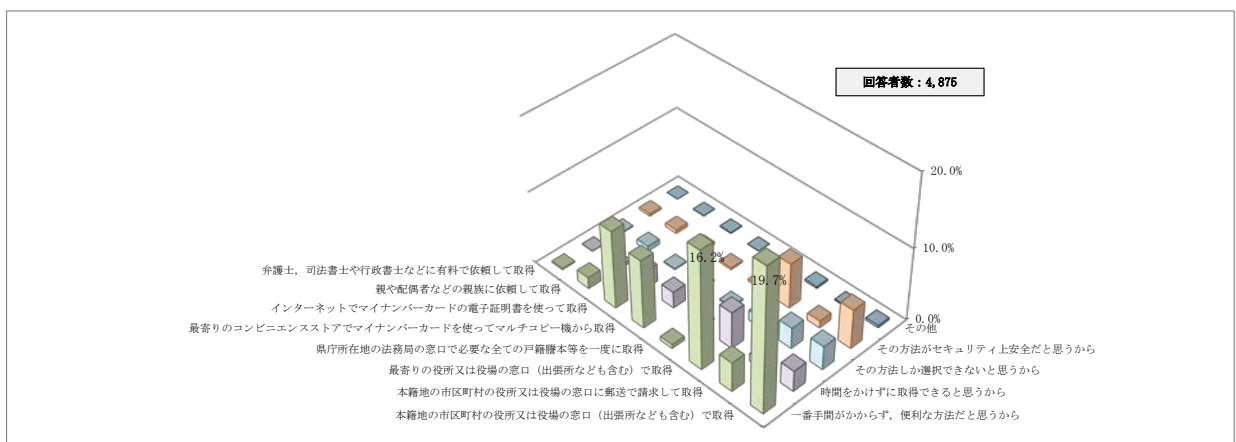 回答者数：4,875
20.0%
10.0%
0.0%
16.2%
19.7%
弁護士，司法書士や行政書士などに有料で依頼して取得
親や配偶者などの親族に依頼して取得
インターネットでマイナンバーカードの電子証明書を使って取得
最寄りのコンビニエンスストアでマイナンバーカードを使ってマルチコピー機から取得
県庁所在地の法務局の窓口で必要な全ての戸籍謄本等を一度に取得
最寄りの役所又は役場の窓口（出張所なども含む）で取得
本籍地の市区町村の役所又は役場の窓口に郵送で請求して取得
本籍地の市区町村の役所又は役場の窓口（出張所なども含む）で取得
その他
その方法がセキュリティ上安全だと思うから
その方法しか選択できないと思うから
時間をかけずに取得できると思うから
一番手間がかからず，便利な方法だと思うから